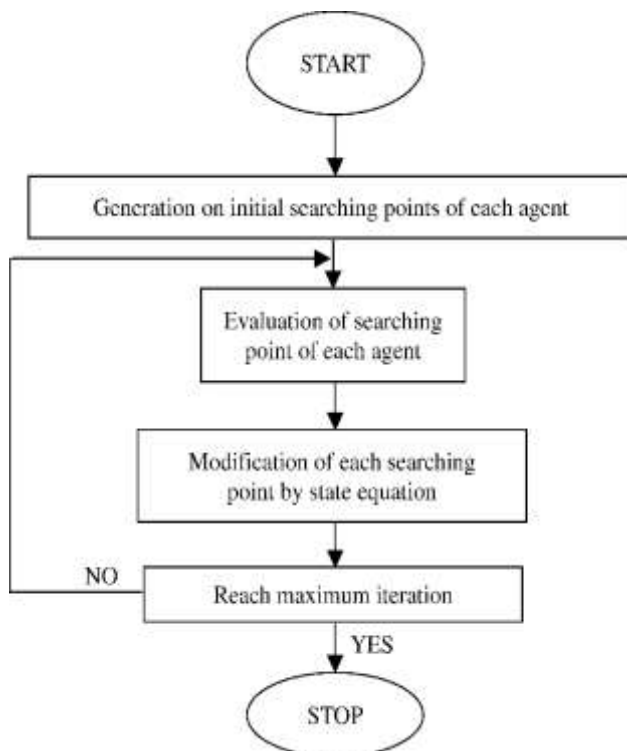 START
Generation on initial searching points of each agent
Evaluation of searching
point of each agent
Modification of each searching
point by state equation
NO
Reach maximum iteration
YES
STOP